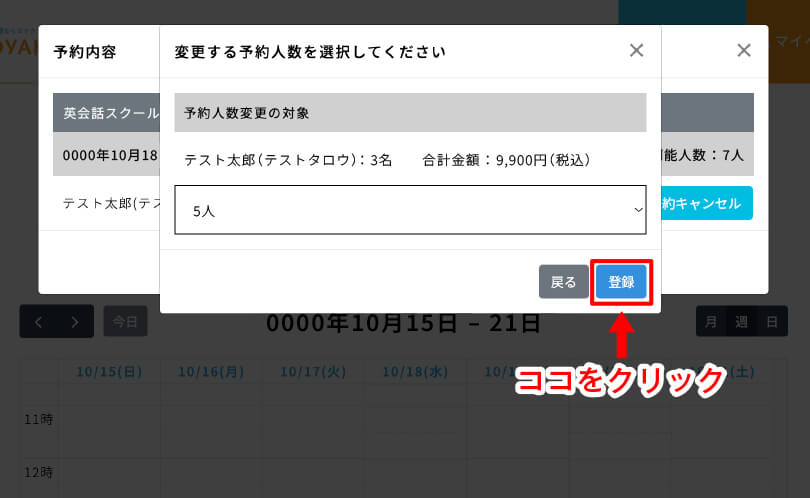 OYAK
マイペ
予約内容
変更する予約人数を選択してください
英会話スクール
予約人数変更の対象
0000年10月18
能人数：7人
テスト太郎(テストタロウ)：3名 合計金額：9,900円(税込)
テスト太郎(テス
約キャンセル
5人
戻る
登録
今日
0000年10月15日 – 21日
月 週 日
ココをクリック
10/15(日) 10/16(月) 10/17(火) 10/18(水)
(土)
11時
12時